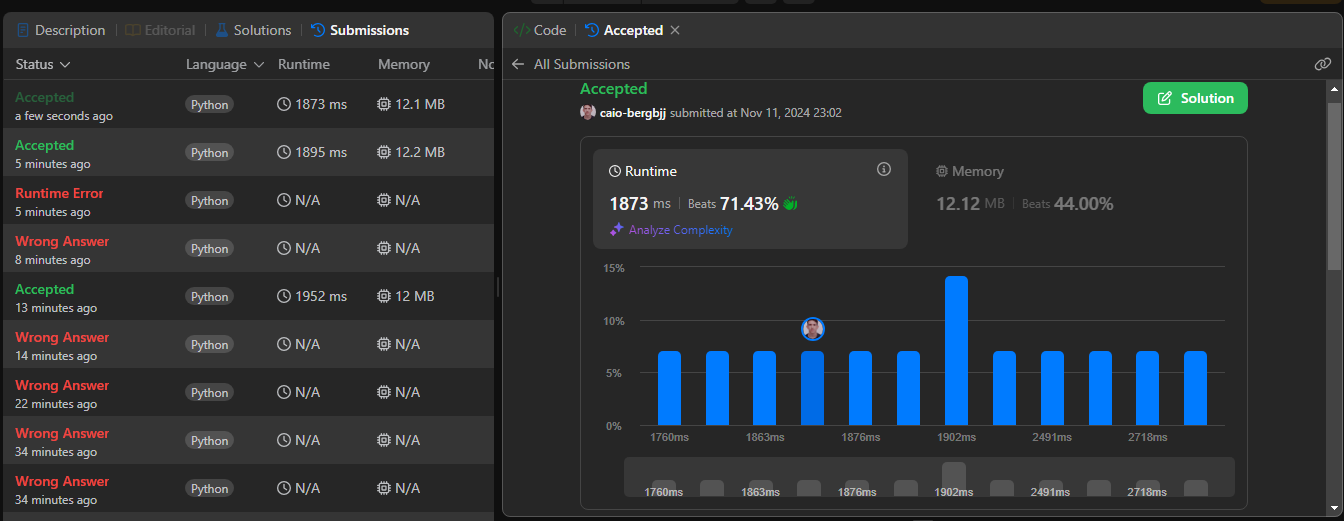 Description | Editorial | Solutions | Submissions
Status Language Runtime Memory No
Accepted
a few seconds ago
Python 1873 ms 12.1 MB
Accepted
5 minutes ago
Python 1895 ms 12.2 MB
Runtime Error
5 minutes ago
Python N/A N/A
Wrong Answer
8 minutes ago
Python N/A N/A
Accepted
13 minutes ago
Python 1952 ms 12 MB
Wrong Answer
14 minutes ago
Python N/A N/A
Wrong Answer
22 minutes ago
Python N/A N/A
Wrong Answer
34 minutes ago
Python N/A N/A
Wrong Answer
34 minutes ago
Python N/A N/A
</> Code | Accepted
All Submissions
Accepted
caio-bergbjj submitted at Nov 11, 2024 23:02
Solution
Runtime
1873 ms | Beats 71.43%
Analyze Complexity
Memory
12.12 MB | Beats 44.00%
15%
10%
5%
0%
1760ms 1863ms 1876ms 1902ms 2491ms 2718ms
1760ms 1863ms 1876ms 1902ms 2491ms 2718ms